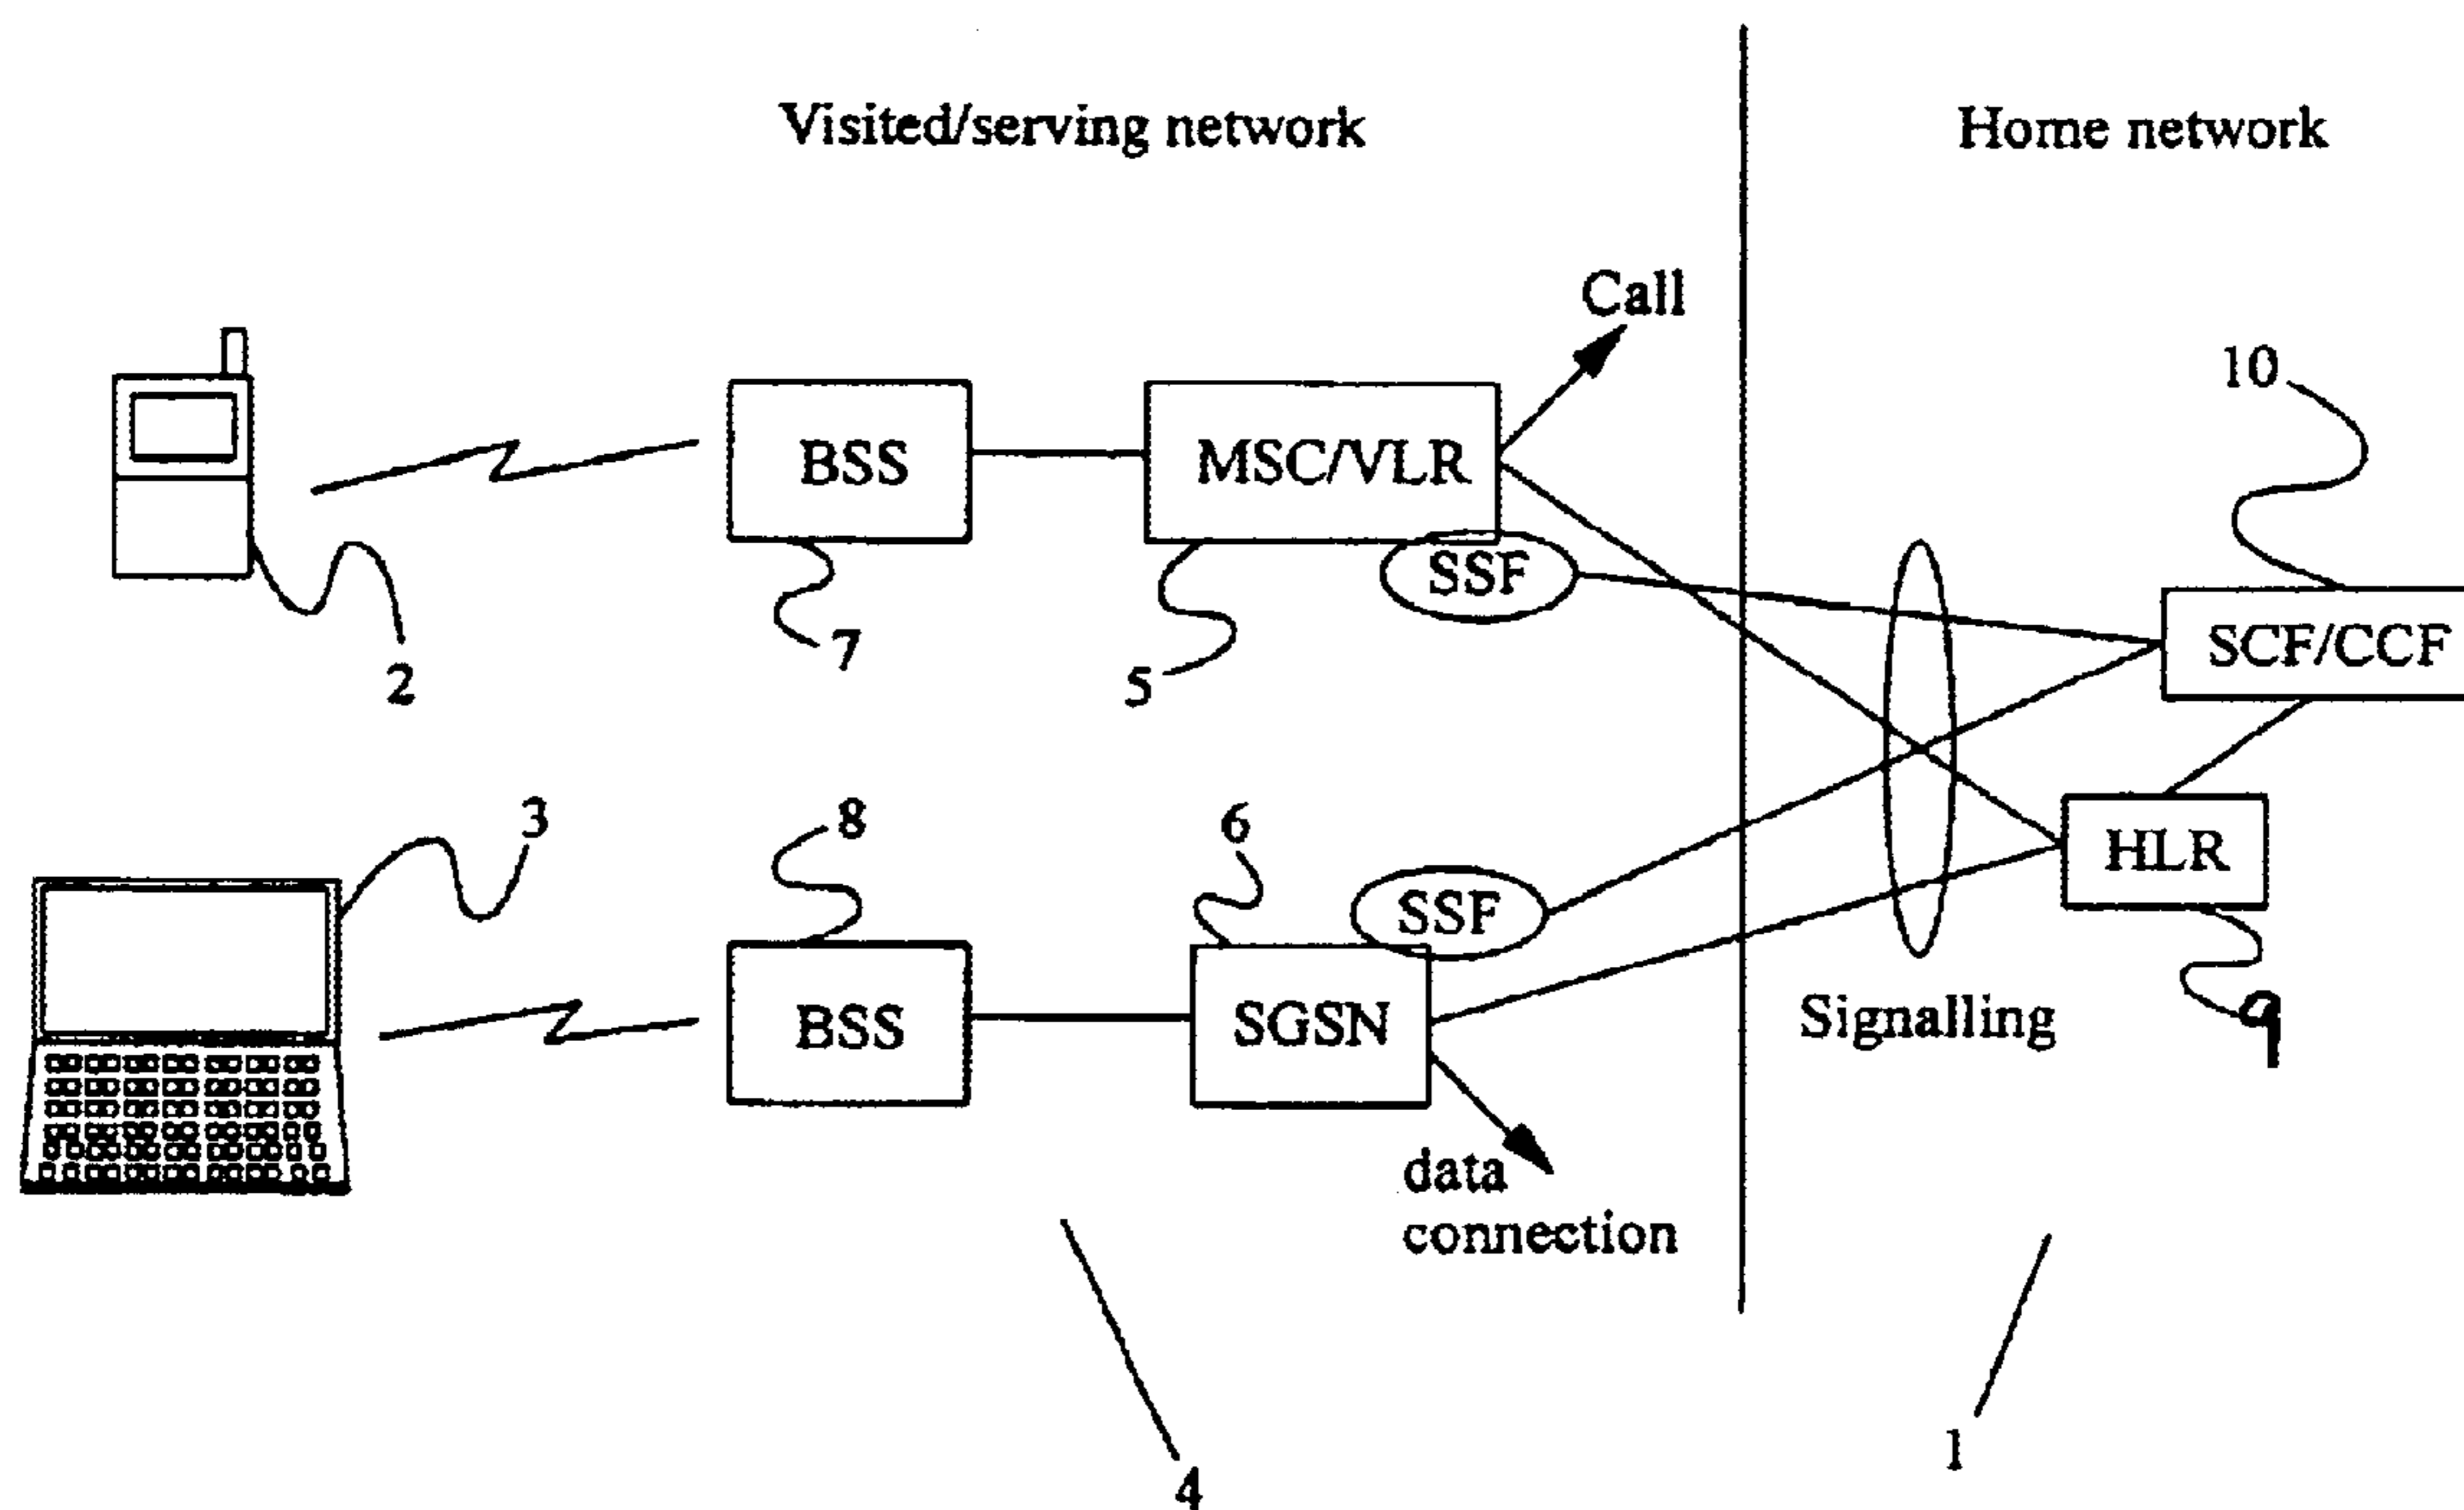 Visited/serving network
Home network
Call
10
BSS
MSC/VLR
SSF
SCF/CCF
2
7
5
3
8
6
HLR
SSF
BSS
SGSN
Signalling
9
data
connection
4
1